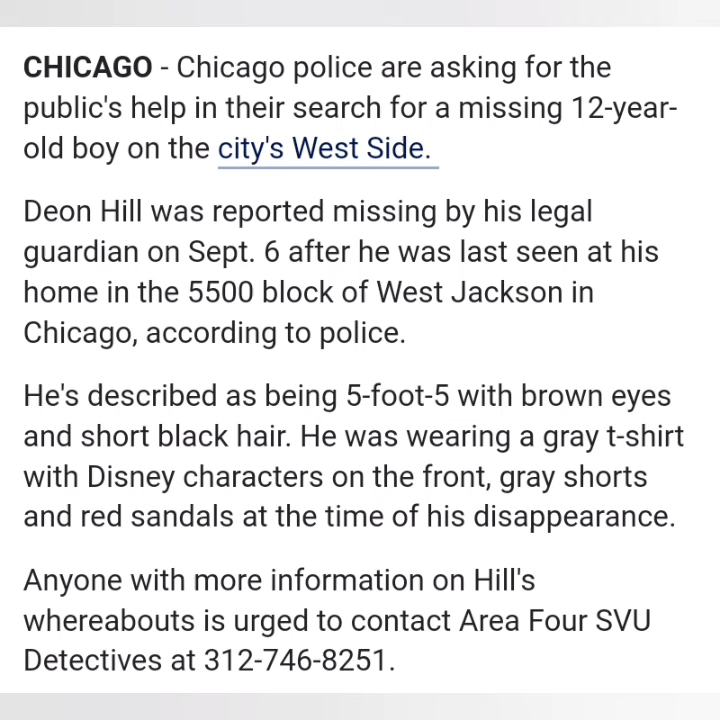 CHICAGO - Chicago police are asking for the
public's help in their search for a missing 12-year-
old boy on the city's West Side.
Deon Hill was reported missing by his legal
guardian on Sept. 6 after he was last seen at his
home in the 5500 block of West Jackson in
Chicago, according to police.
He's described as being 5-foot-5 with brown eyes
and short black hair. He was wearing a gray t-shirt
with Disney characters on the front, gray shorts
and red sandals at the time of his disappearance.
Anyone with more information on Hill's
whereabouts is urged to contact Area Four SVU
Detectives at 312-746-8251.